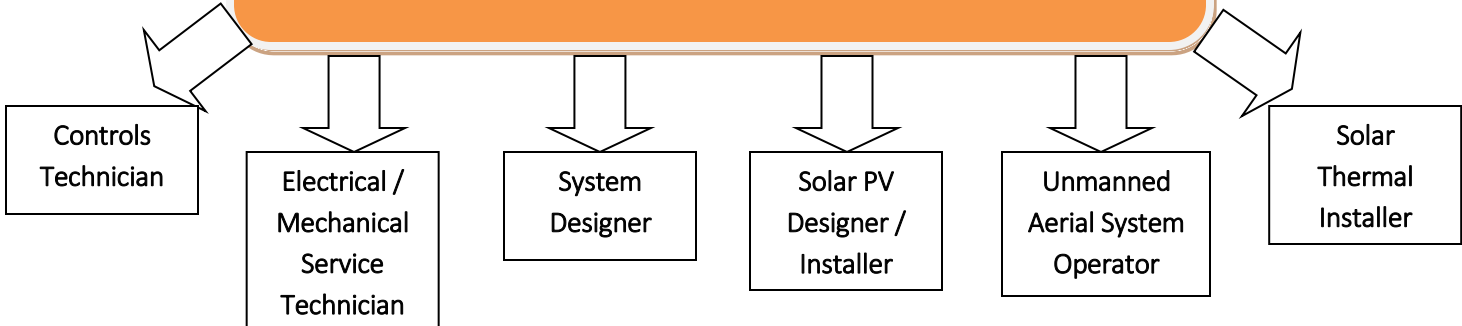 Controls
Technician
Electrical /
Mechanical
Service
Technician
System
Designer
Solar PV
Designer /
Installer
Unmanned
Aerial System
Operator
Solar
Thermal
Installer